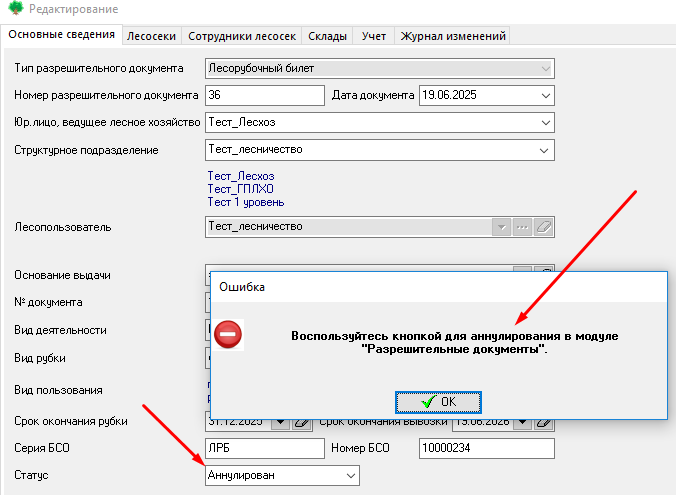 Редактирование
Основные сведения Лесосеки Сотрудники лесосек Склады Учет Журнал изменений
Тип разрешительного документа Лесорубочный билет
Номер разрешительного документа 36 Дата документа 19.06.2025
Юр.лицо, ведущее лесное хозяйство Тест_Лесхоз
Структурное подразделение Тест_лесничество
Тест_Лесхоз
Тест_ГПЛХО
Тест 1 уровень
Лесопользователь Тест_лесничество
Основание выдачи
Ошибка
№ документа
Воспользуйтесь кнопкой для аннулирования в модуле
"Разрешительные документы".
Вид деятельности
Вид рубки
Вид пользования
OK
Срок окончания рубки 31.12.2025 Срок окончания вывозки 19.06.2026
Серия БСО ЛРБ Номер БСО 10000234
Статус Аннулирован